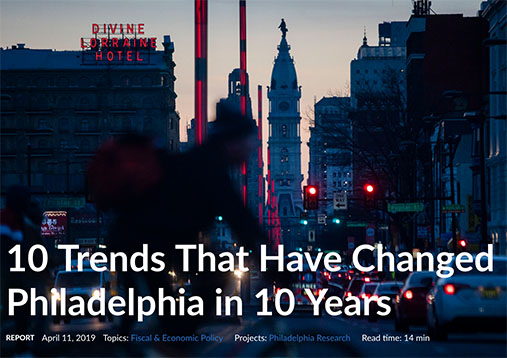 DIVINE
LORRAINE
HOTEL
10 Trends That Have Changed
Philadelphia in 10 Years
REPORT April 11, 2019 Topics: Fiscal & Economic Policy Projects: Philadelphia Research Read time: 14 min